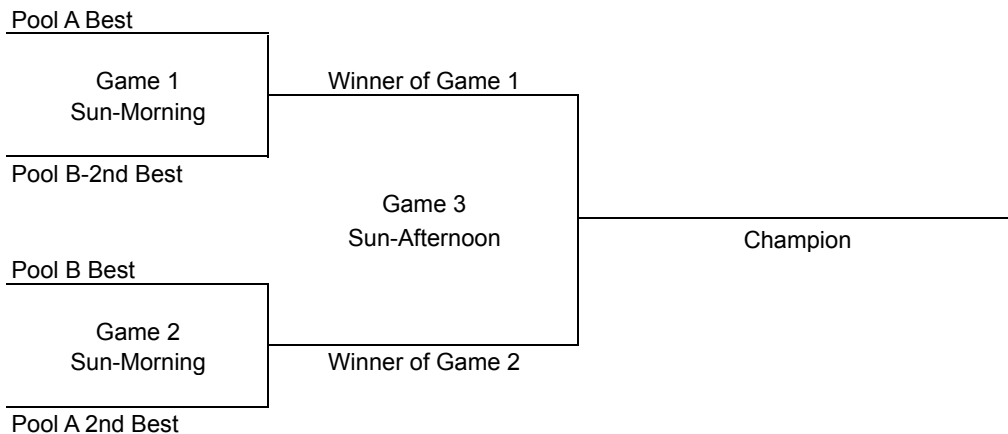 Pool A Best
Game 1
Sun-Morning
Winner of Game 1
Pool B-2nd Best
Game 3
Sun-Afternoon
Champion
Pool B Best
Game 2
Sun-Morning
Winner of Game 2
Pool A 2nd Best